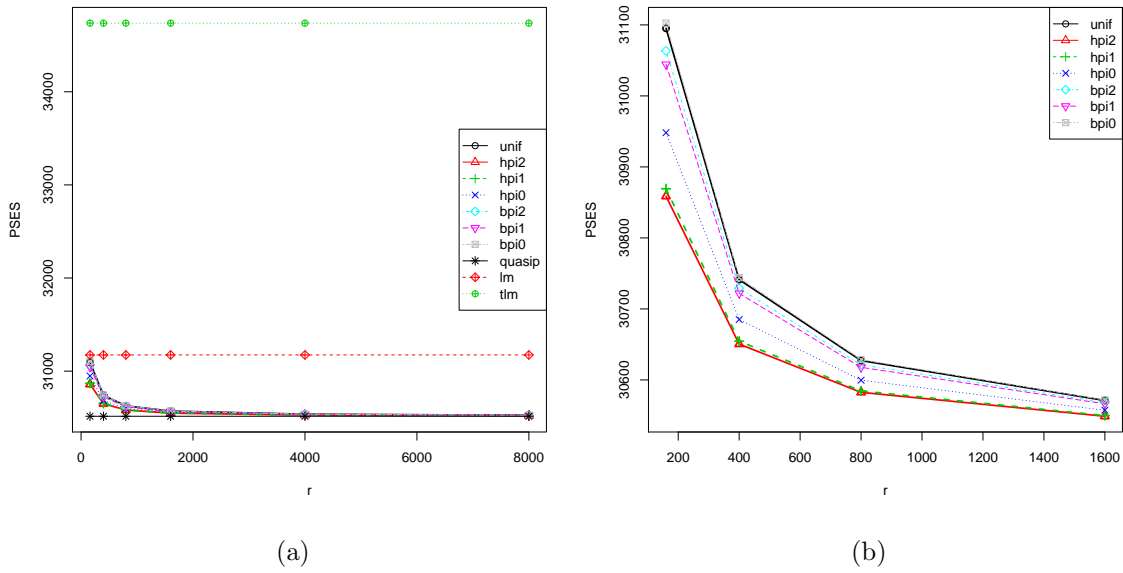 PSES
34000
33000
32000
31000
0
2000
4000
6000
8000
r
unif
hpi2
hpi1
hpi0
bpi2
bpi1
bpi0
quasip
lm
tlm
(a)
PSES
31100
31000
30900
30800
30700
30600
200
400
600
800
1000
1200
1400
1600
r
unif
hpi2
hpi1
hpi0
bpi2
bpi1
bpi0
(b)